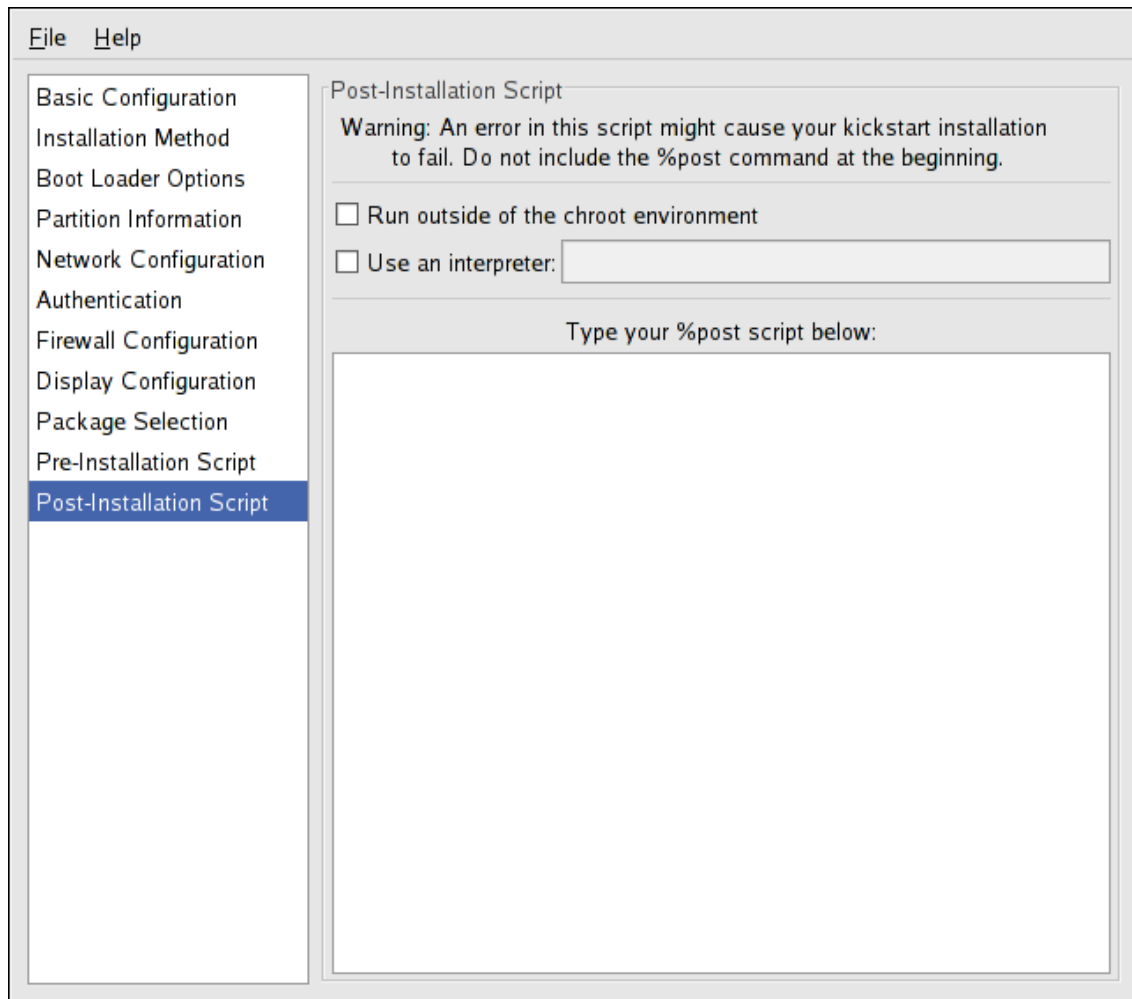 File Help
Basic Configuration
Installation Method
Boot Loader Options
Partition Information
Network Configuration
Authentication
Firewall Configuration
Display Configuration
Package Selection
Pre-Installation Script
Post-Installation Script
Post-Installation Script
Warning: An error in this script might cause your kickstart installation
to fail. Do not include the %post command at the beginning.
Run outside of the chroot environment
Use an interpreter:
Type your %post script below: